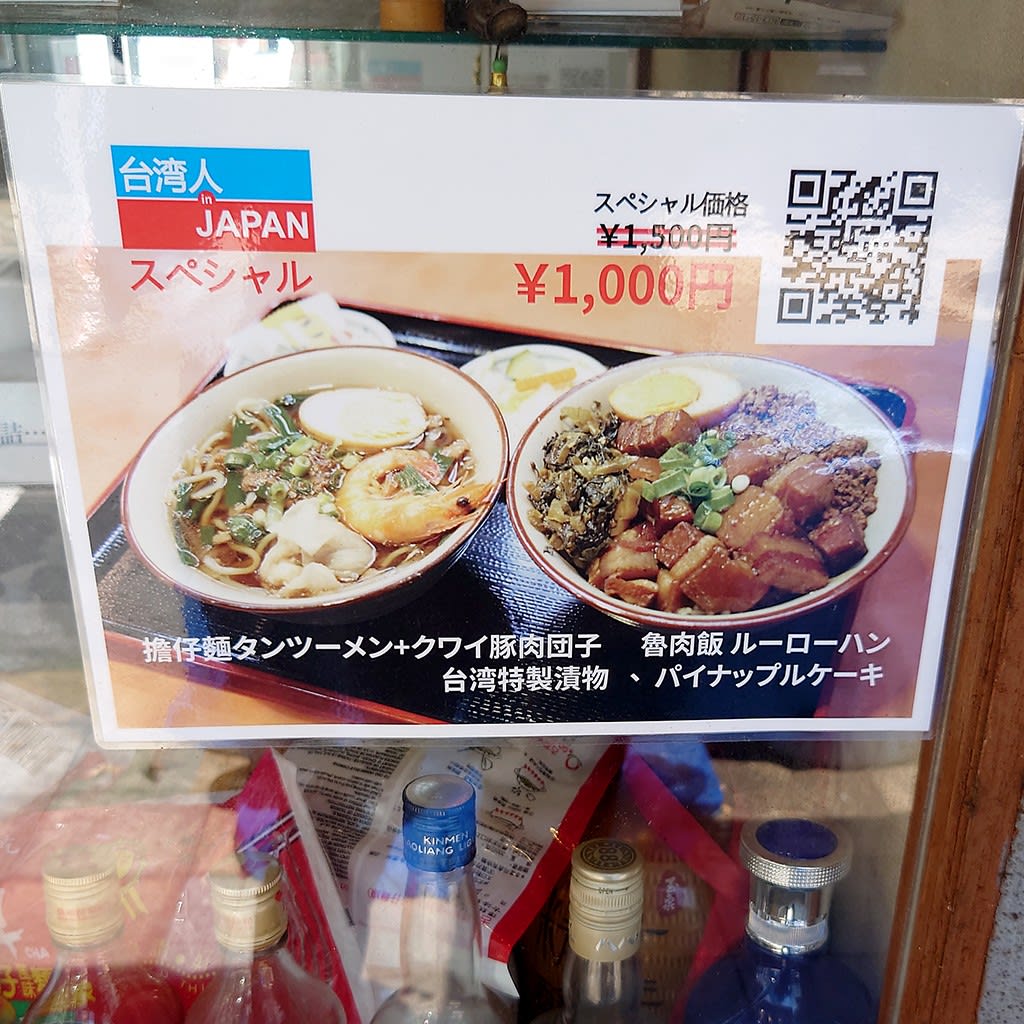 台湾人
in
JAPAN
スペシャル
スペシャル価格
¥1,500円
¥1,000円
擔仔麵タンツーメン+クワイ豚肉団子 魯肉飯 ルーローハン
台湾特製漬物 、パイナップルケーキ
詰…
KINMEN
OPEN